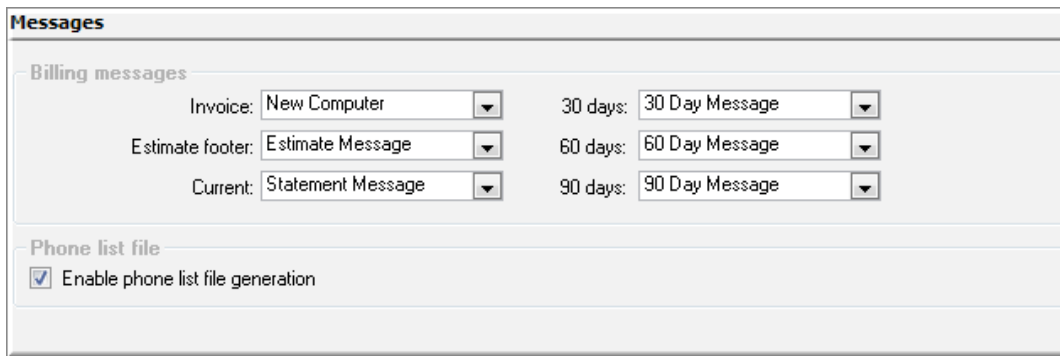 Messages
Billing messages
Invoice: New Computer 30 days: 30 Day Message
Estimate footer: Estimate Message 60 days: 60 Day Message
Current: Statement Message 90 days: 90 Day Message
Phone list file
Enable phone list file generation